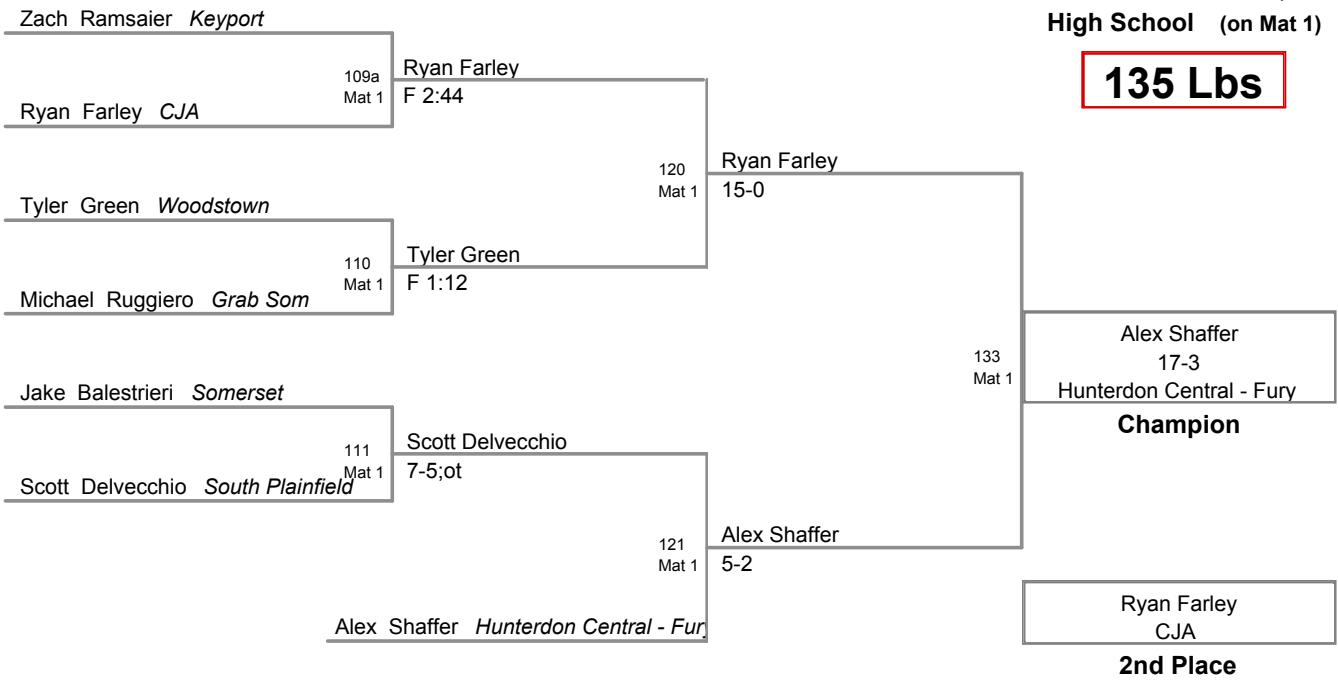 Zach Ramsaier Keyport
High School (on Mat 1)
135 Lbs
109a
Mat 1
Ryan Farley
F 2:44
Ryan Farley CJA
120
Mat 1
Ryan Farley
15-0
Tyler Green Woodstown
110
Mat 1
Tyler Green
F 1:12
Michael Ruggiero Grab Som
133
Mat 1
Alex Shaffer
17-3
Hunterdon Central - Fury
Champion
Jake Balestrieri Somerset
111
Mat 1
Scott Delvecchio
7-5;ot
Scott Delvecchio South Plainfield
121
Mat 1
Alex Shaffer
5-2
Alex Shaffer Hunterdon Central - Fury
Ryan Farley
CJA
2nd Place